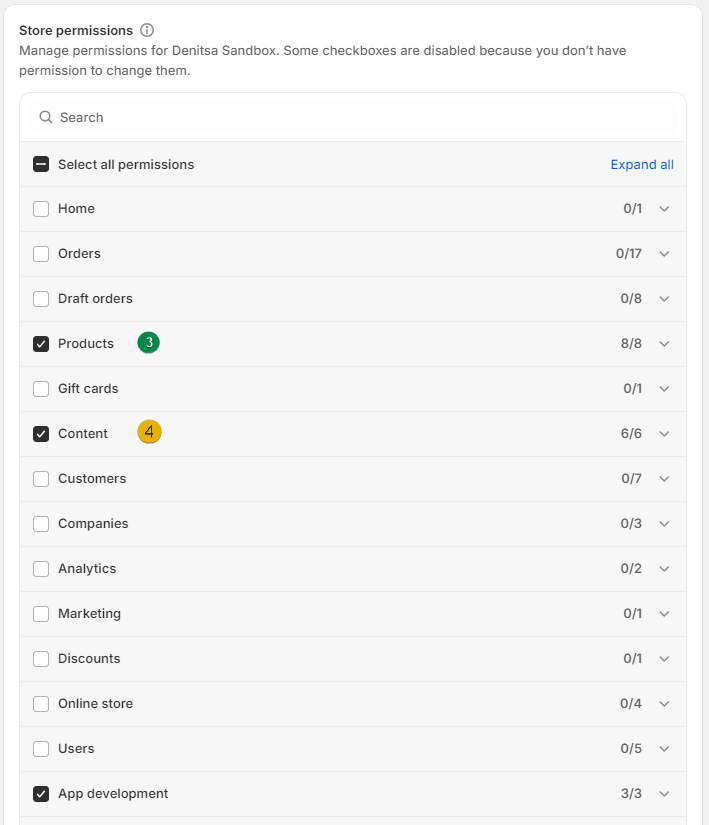 Store permissions
Manage permissions for Denitsa Sandbox. Some checkboxes are disabled because you don't have
permission to change them.
Search
Select all permissions Expand all
Home 0/1
Orders 0/17
Draft orders 0/8
Products 3 8/8
Gift cards 0/1
Content 4 6/6
Customers 0/7
Companies 0/3
Analytics 0/2
Marketing 0/1
Discounts 0/1
Online store 0/4
Users 0/5
App development 3/3